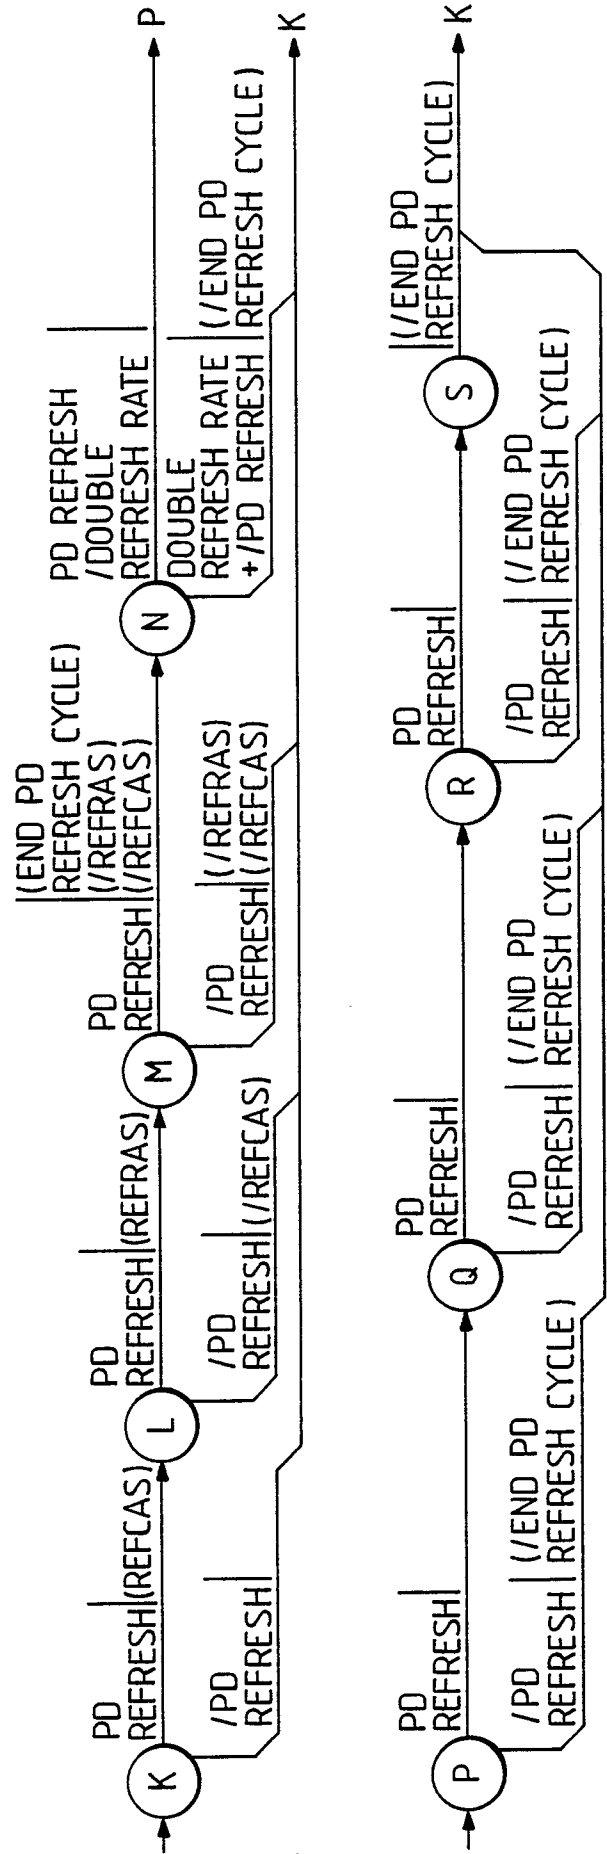 K
PD
REFRESH
(REFCAS)
/PD
REFRESH
L
PD
REFRESH
(REFRAS)
/PD
REFRESH
(/REFCAS)
M
PD
REFRESH
(END PD
REFRESH CYCLE)
(/REFRAS)
(/REFCAS)
/PD
REFRESH
(/REFRAS)
(/REFCAS)
N
PD REFRESH
/DOUBLE
REFRESH RATE
DOUBLE
REFRESH RATE
+/PD REFRESH
(/END PD
REFRESH CYCLE)
P
K
P
PD
REFRESH
/PD
REFRESH
(/END PD
REFRESH CYCLE)
Q
PD
REFRESH
/PD
REFRESH
(/END PD
REFRESH CYCLE)
R
PD
REFRESH
/PD
REFRESH
(/END PD
REFRESH CYCLE)
S
(/END PD
REFRESH CYCLE)
K